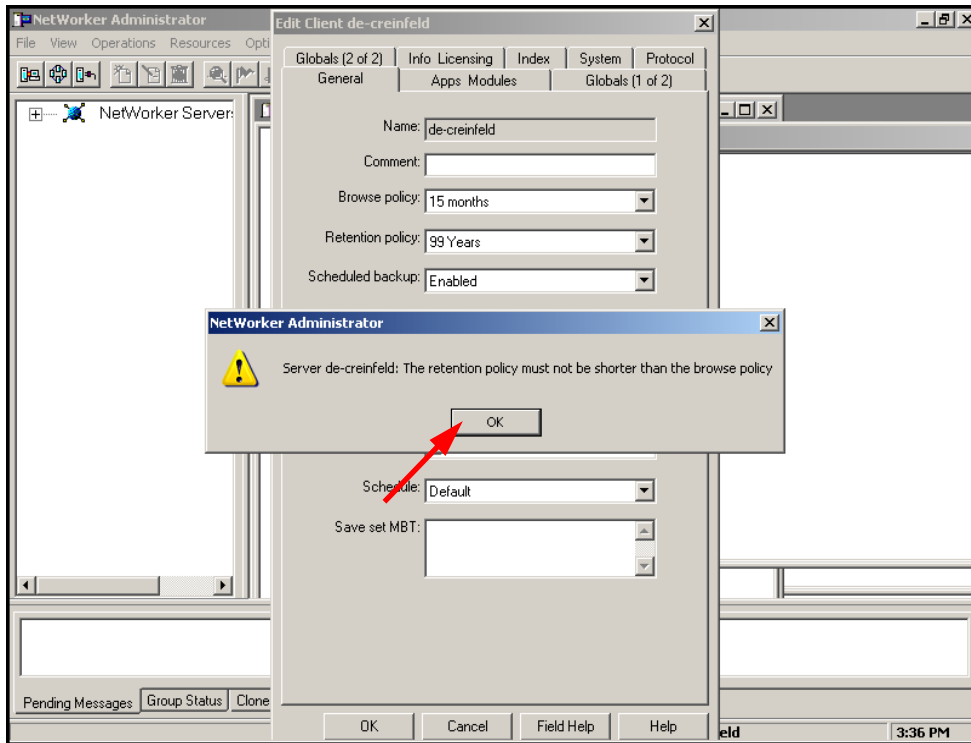 NetWorker Administrator
File View Operations Resources Opti
NetWorker Server:
Edit Client de-creinfeld
Globals (2 of 2) Info Licensing Index System Protocol
General Apps Modules Globals (1 of 2)
Name: de-creinfeld
Comment:
Browse policy: 15 months
Retention policy: 99 Years
Scheduled backup: Enabled
NetWorker Administrator
Server de-creinfeld: The retention policy must not be shorter than the browse policy
OK
Schedule: Default
Save set MBT:
Pending Messages Group Status Clone
OK Cancel Field Help Help
eld 3:36 PM